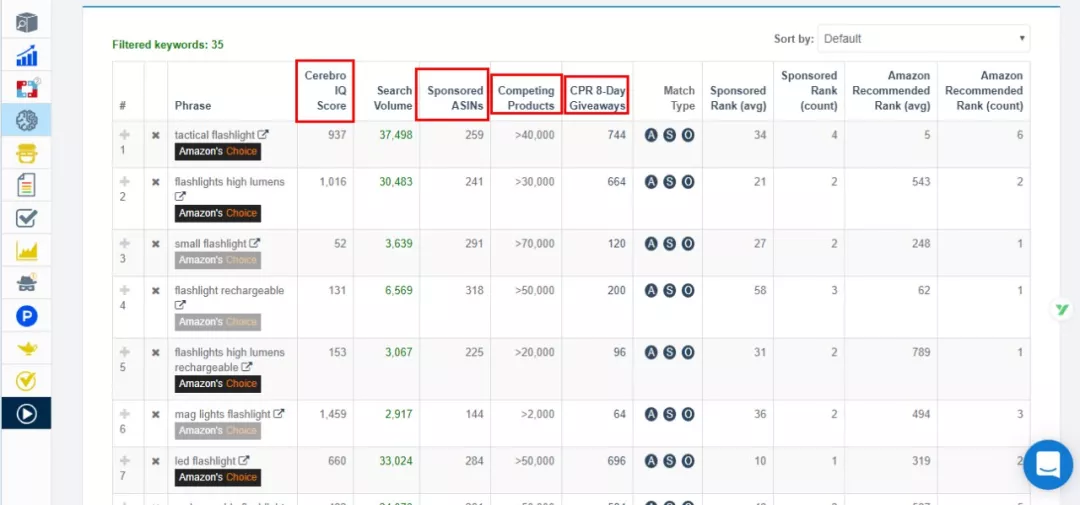 Filtered keywords: 35
Sort by: Default
# Phrase Cerebro IQ Score Search Volume Sponsored ASINs Competing Products CPR 8-Day Giveaways Match Type Sponsored Rank (avg) Sponsored Rank (count) Amazon Recommended Rank (avg) Amazon Recommended Rank (count)
1 tactical flashlight 937 37,498 259 >40,000 744 A S O 34 4 5 6
Amazon's Choice
2 flashlights high lumens 1,016 30,483 241 >30,000 664 A S O 21 2 543 2
Amazon's Choice
3 small flashlight 52 3,639 291 >70,000 120 A S O 27 2 248 1
Amazon's Choice
4 flashlight rechargeable 131 6,569 318 >50,000 200 A S O 58 3 62 1
Amazon's Choice
5 flashlights high lumens 153 3,067 225 >20,000 96 A S O 31 2 789 1
rechargeable
Amazon's Choice
6 mag lights flashlight 1,459 2,917 144 >2,000 64 A S O 36 2 494 3
Amazon's Choice
7 led flashlight 660 33,024 284 >50,000 696 A S O 10 1 319 2
Amazon's Choice